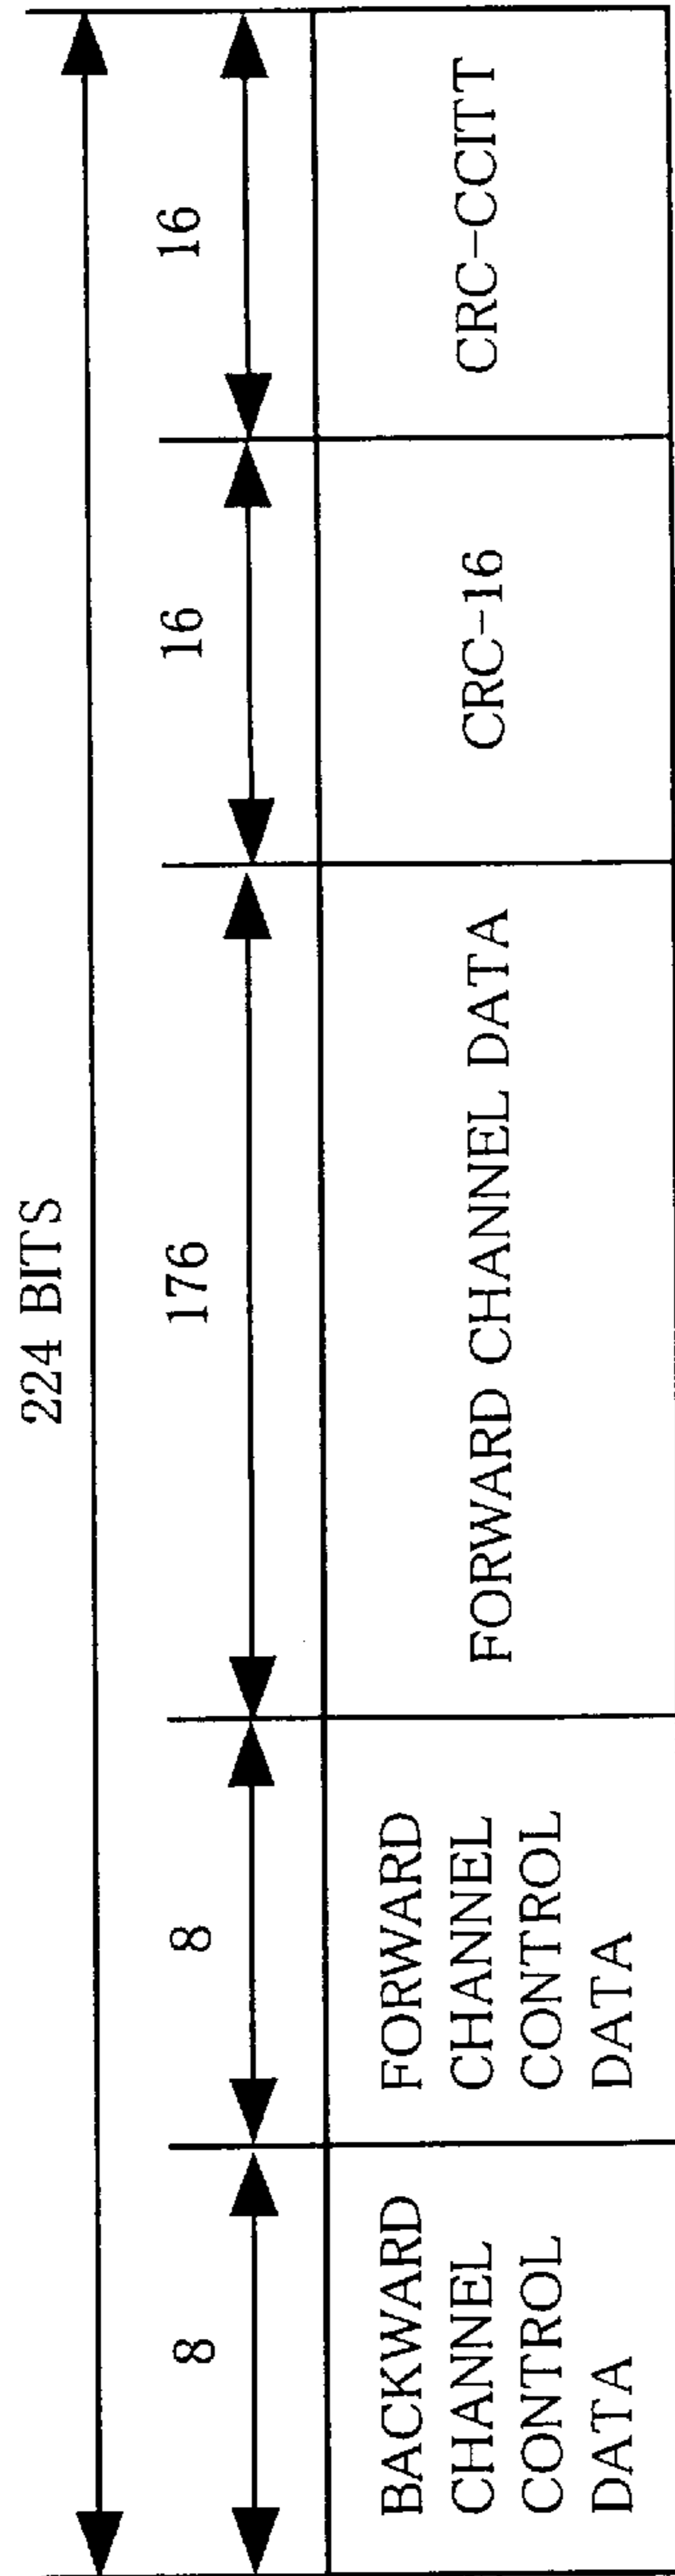 224 BITS
8
8
176
16
16
BACKWARD
CHANNEL
CONTROL
DATA
FORWARD
CHANNEL
CONTROL
DATA
FORWARD CHANNEL DATA
CRC-16
CRC-CCITT